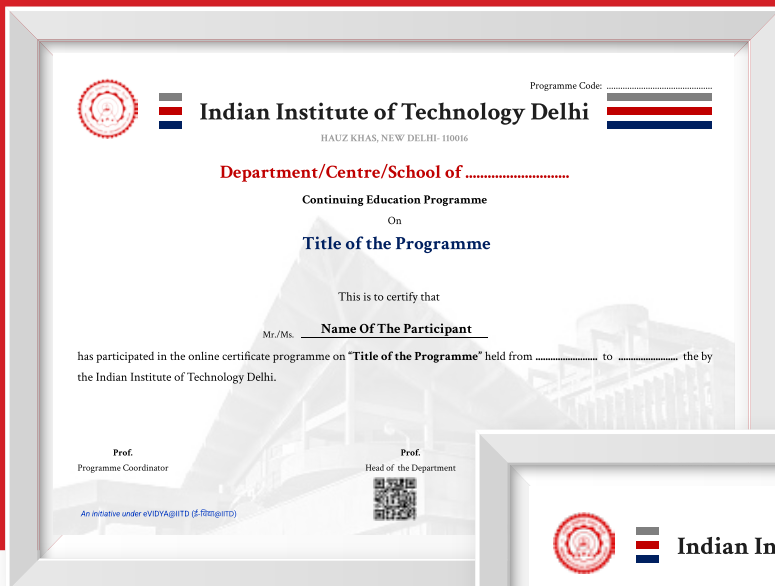 Programme Code: ..........................................
Indian Institute of Technology Delhi
HAUZ KHAS, NEW DELHI- 110016
Department/Centre/School of ............................
Continuing Education Programme
On
Title of the Programme
This is to certify that
Mr./Ms. Name Of The Participant
has participated in the online certificate programme on “Title of the Programme” held from ......................... to ........................ the by
the Indian Institute of Technology Delhi.
Prof.
Programme Coordinator
Prof.
Head of the Department
An initiative under eVIDYA@IITD (ई-विद्या@IITD)
Indian In